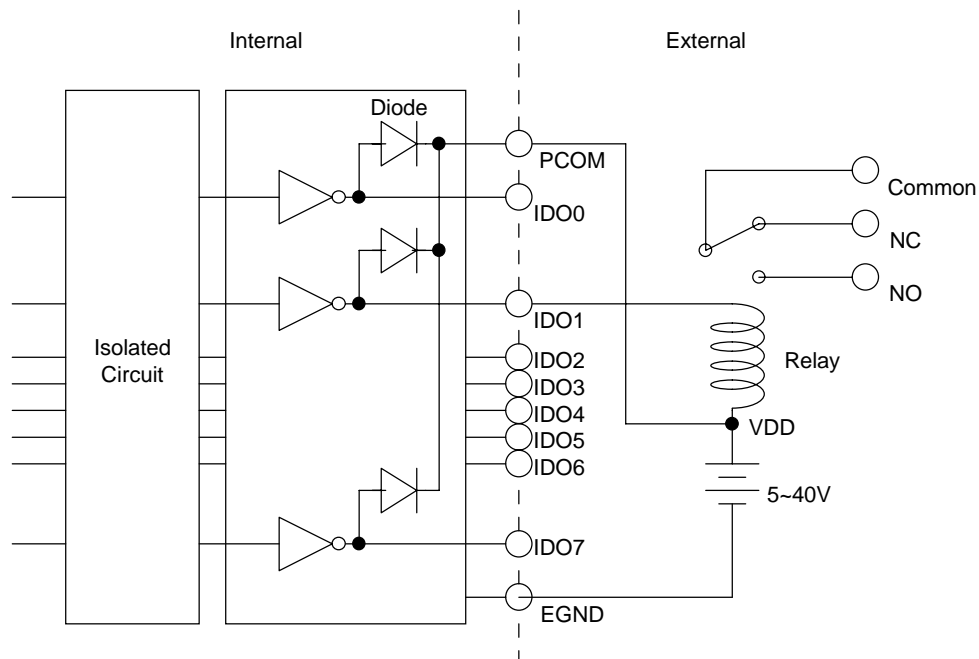 Internal
External
Diode
PCOM
IDO0
Common
NC
NO
IDO1
Isolated
Circuit
IDO2
IDO3
IDO4
IDO5
IDO6
Relay
VDD
5~40V
IDO7
EGND